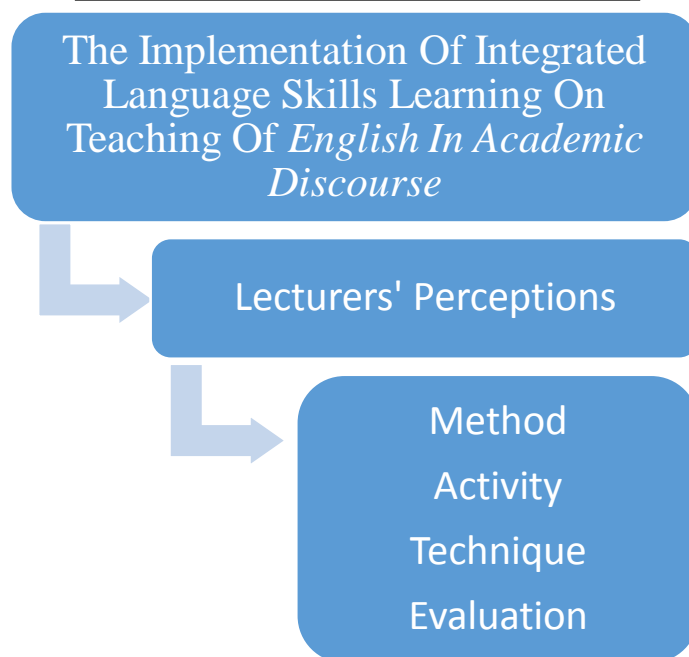 The Implementation Of Integrated
Language Skills Learning On
Teaching Of English In Academic
Discourse
Lecturers' Perceptions
Method
Activity
Technique
Evaluation